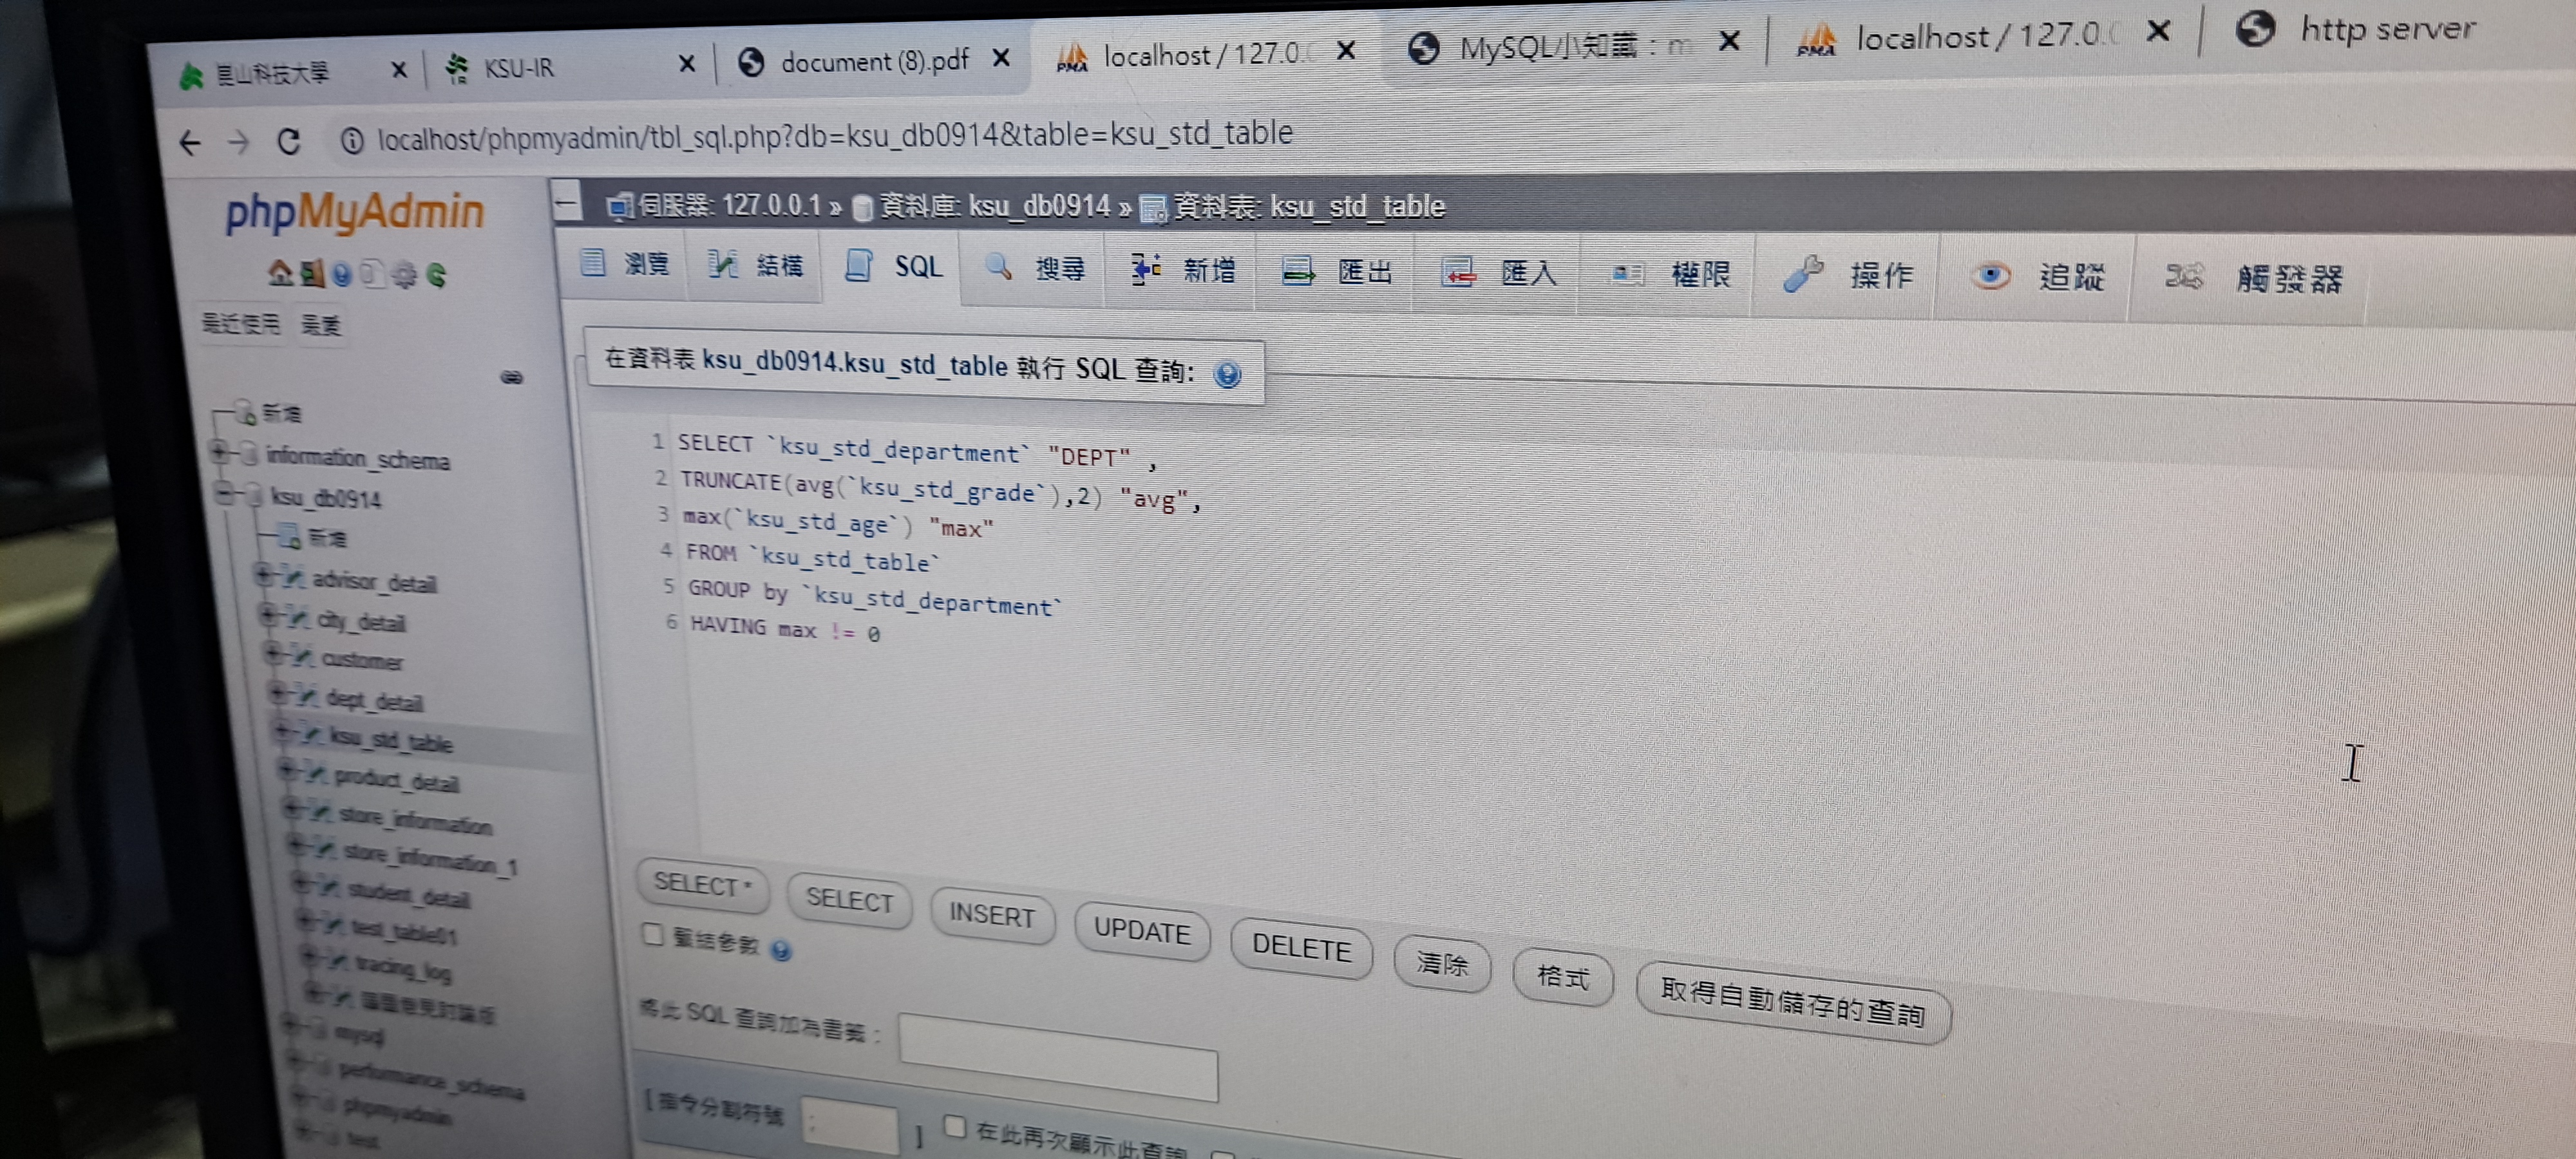 崑山科技大學
KSU-IR
document (8).pdf
localhost / 127.0.
MySQL小知識：m
localhost / 127.0.0
http server
localhost/phpmyadmin/tbl_sql.php?db=ksu_db0914&table=ksu_std_table
phpMyAdmin
最近使用 最愛
新增
information_schema
ksu_db0914
新增
advisor_detail
city_detail
customer
dept_detail
ksu_std_table
product_detail
store_information
store_information_1
student_detail
test_table01
tracing_log
mysql
performance_schema
phpmyadmin
test
伺服器: 127.0.0.1 » 資料庫: ksu_db0914 » 資料表: ksu_std_table
瀏覽 結構 SQL 搜尋 新增 匯出 匯入 權限 操作 追蹤 觸發器
在資料表 ksu_db0914.ksu_std_table 執行 SQL 查詢:
1 SELECT `ksu_std_department` "DEPT" ,
2 TRUNCATE(avg(`ksu_std_grade`),2) "avg",
3 max(`ksu_std_age`) "max"
4 FROM `ksu_std_table`
5 GROUP by `ksu_std_department`
6 HAVING max != 0
SELECT * SELECT INSERT UPDATE DELETE 清除 格式 取得自動儲存的查詢
繫結參數
將此 SQL 查詢加為書籤：
[ 指令分割符號 ; ] 在此再次顯示此查詢